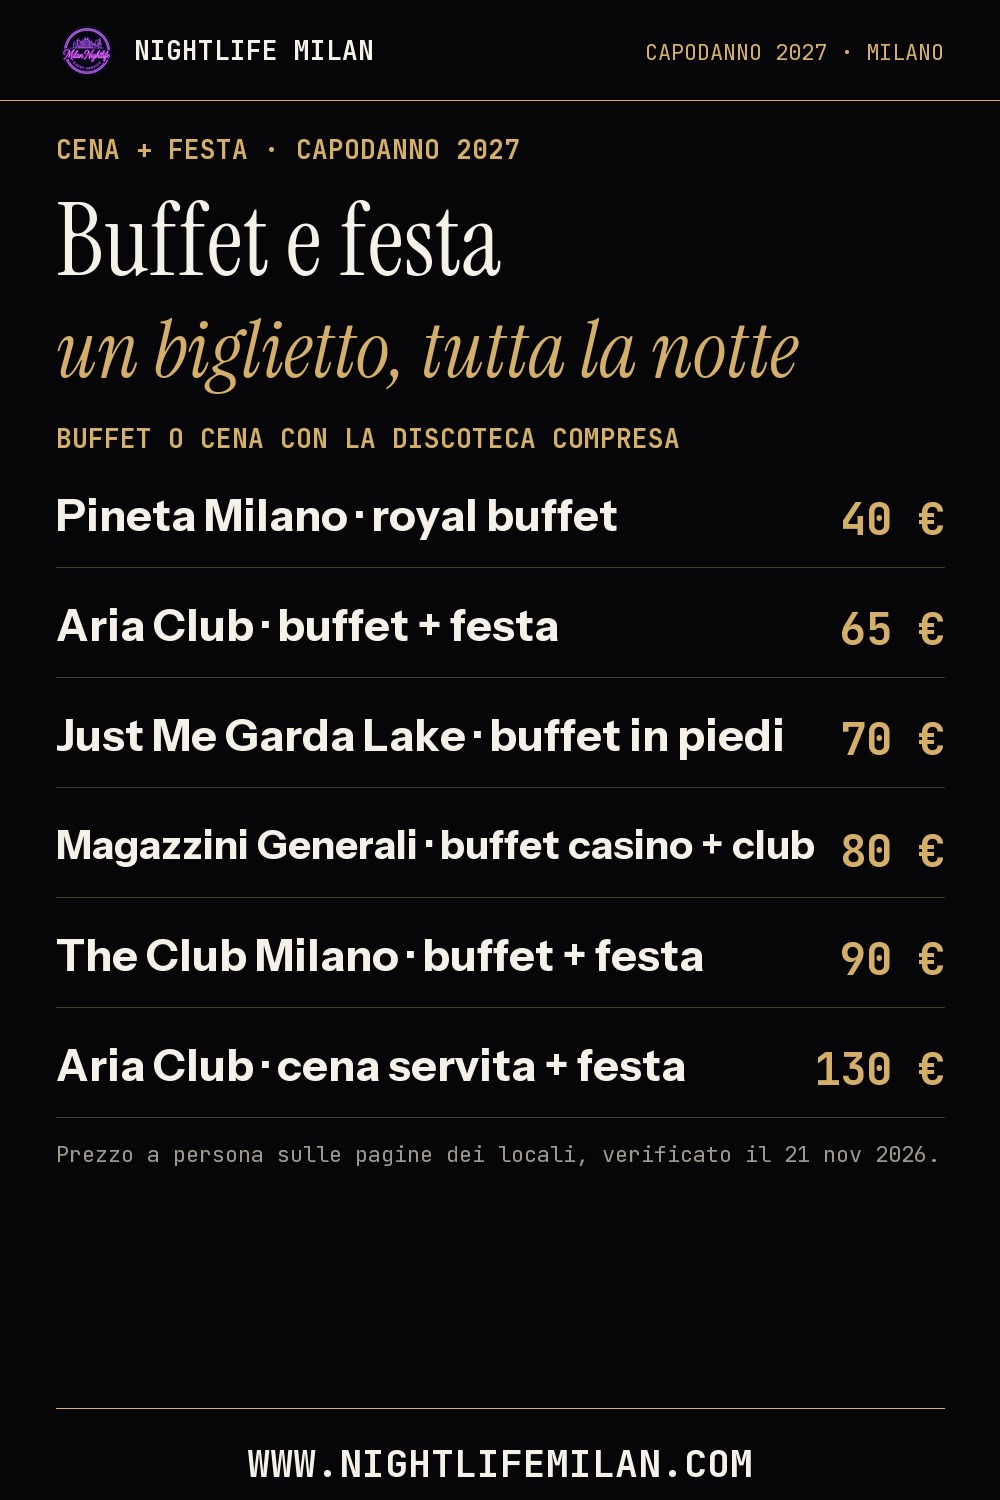 Milan Nightlife
NIGHTLIFE MILAN
CAPODANNO 2027 · MILANO
CENA + FESTA · CAPODANNO 2027
Buffet e festa
un biglietto, tutta la notte
BUFFET O CENA CON LA DISCOTECA COMPRESA
Pineta Milano · royal buffet 40 €
Aria Club · buffet + festa 65 €
Just Me Garda Lake · buffet in piedi 70 €
Magazzini Generali · buffet casino + club 80 €
The Club Milano · buffet + festa 90 €
Aria Club · cena servita + festa 130 €
Prezzo a persona sulle pagine dei locali, verificato il 21 nov 2026.
WWW.NIGHTLIFEMILAN.COM